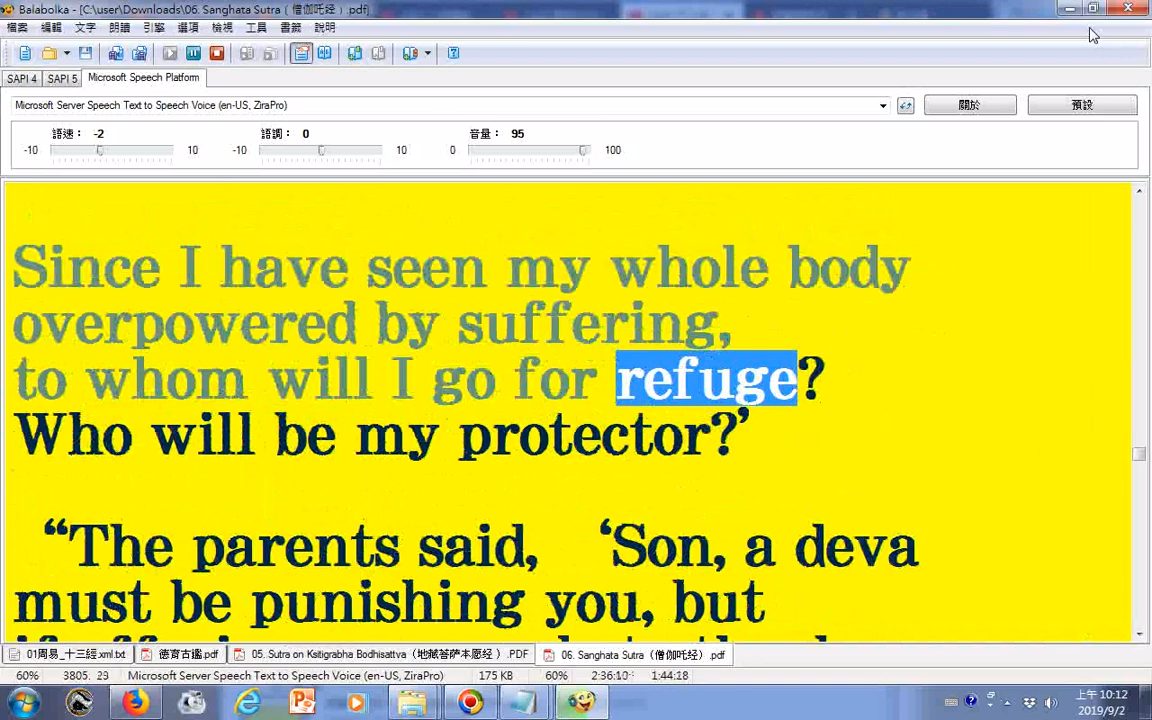 Balabolka - [C:\user\Downloads\06. Sanghata Sutra (僧伽吒经).pdf]
檔案 編輯 文字 朗讀 引擎 選項 檢視 工具 書籤 說明
SAPI 4 SAPI 5 Microsoft Speech Platform
Microsoft Server Speech Text to Speech Voice (en-US, ZiraPro) 關於 預設
語速： -2 語調： 0 音量： 95
-10 10 -10 10 0 100
Since I have seen my whole body
overpowered by suffering,
to whom will I go for refuge?
Who will be my protector?’
“The parents said, ‘Son, a deva
must be punishing you, but
01周易_十三經.xml.txt 德育古鑑.pdf 05. Sutra on Ksitigrabha Bodhisattva（地藏菩萨本愿经）.PDF 06. Sanghata Sutra（僧伽吒经）.pdf
60% 3805: 23 Microsoft Server Speech Text to Speech Voice (en-US, ZiraPro) 175 KB 60% 2:36:10 1:44:18
上午 10:12
2019/9/2